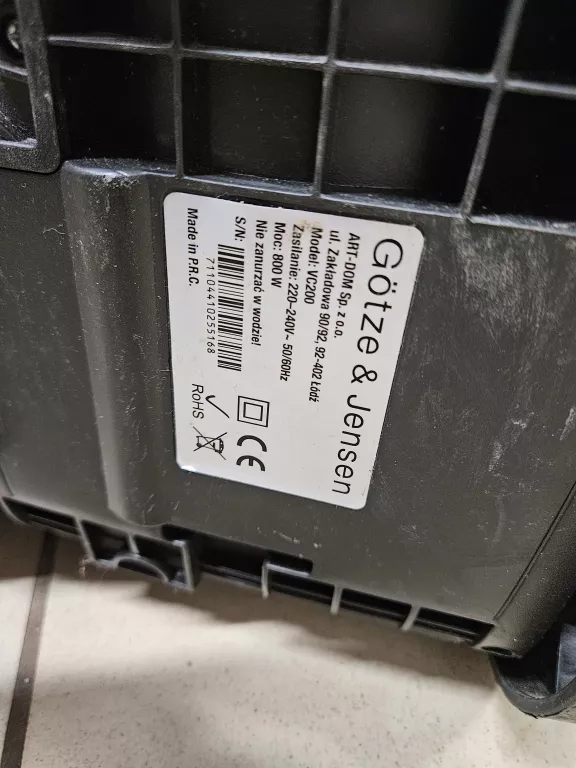 Götze & Jensen
ART-DOM Sp. z o.o.
ul. Zakładowa 90/92, 92-402 Łódź
Model: VC200
Zasilanie: 220–240V ~ 50/60Hz
Moc: 800 W
Nie zanurzać w wodzie!
S/N:
71104410255168
Made in P.R.C.
CE
RoHS